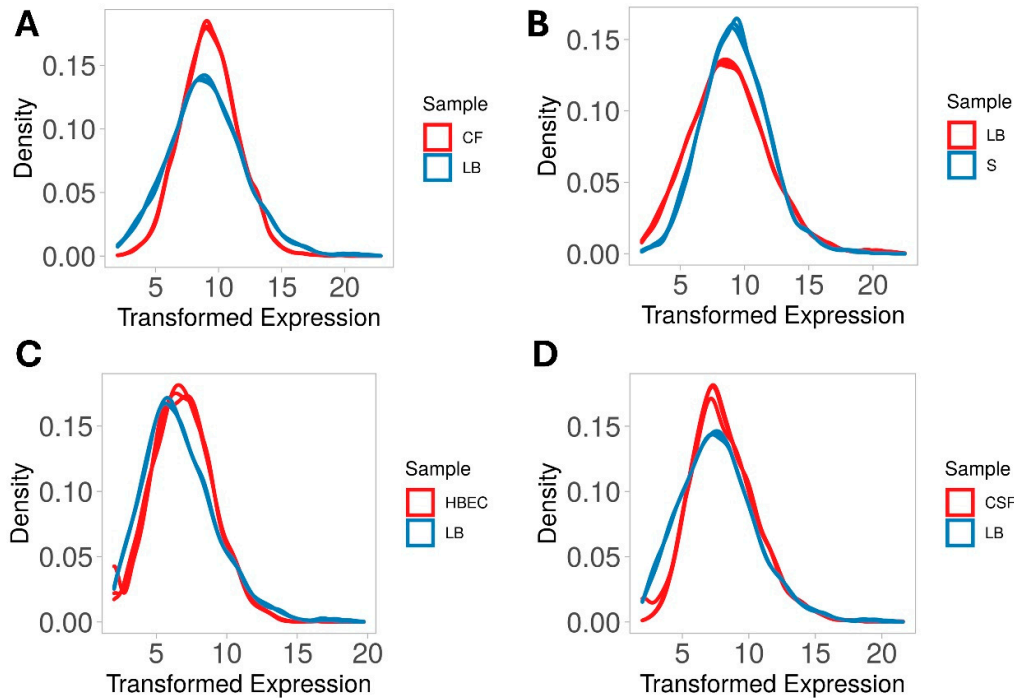 A
Density
0.15
0.10
0.05
0.00
5 10 15 20
Transformed Expression
Sample
CF
LB
B
Density
0.15
0.10
0.05
0.00
5 10 15 20
Transformed Expression
Sample
LB
S
C
Density
0.15
0.10
0.05
0.00
5 10 15 20
Transformed Expression
Sample
HBEC
LB
D
Density
0.15
0.10
0.05
0.00
5 10 15 20
Transformed Expression
Sample
CSF
LB